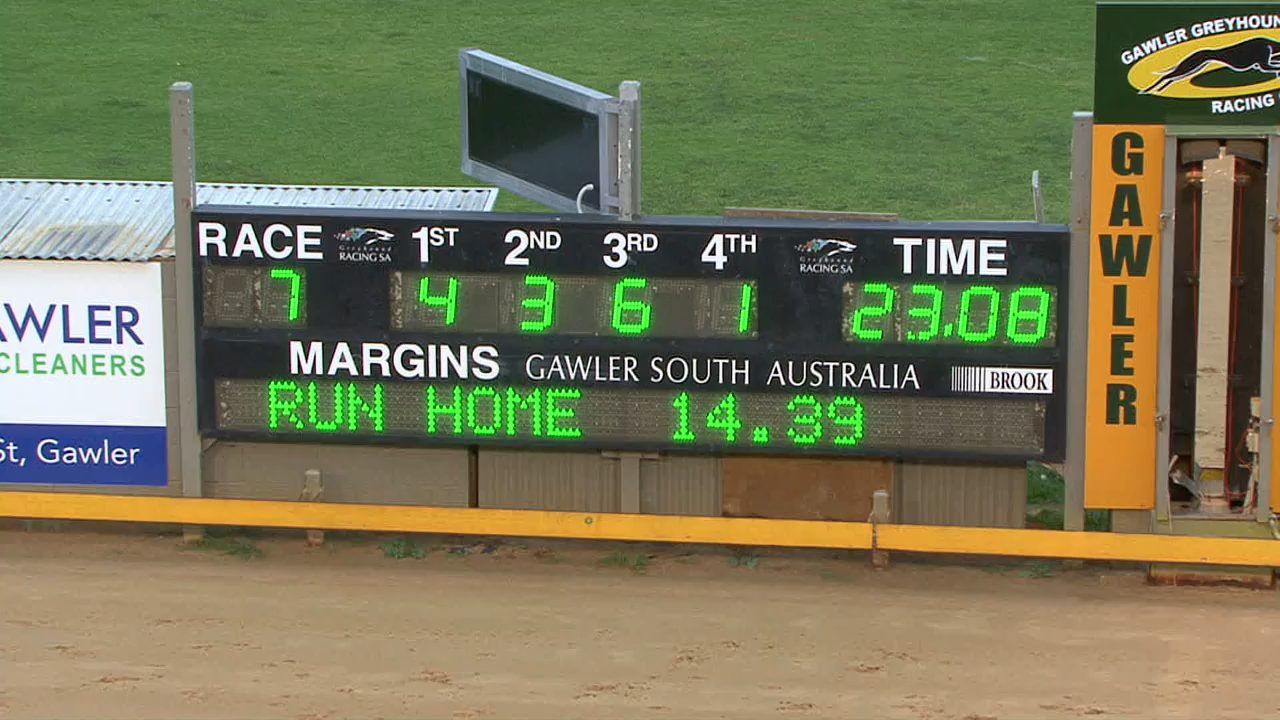 GAWLER GREYHOUN
RACING
GAWLER
RACE
Greyhound
RACING SA
1ST 2ND 3RD 4TH
Greyhound
RACING SA
TIME
7 4 3 6 1 23.08
MARGINS GAWLER SOUTH AUSTRALIA BROOK
RUN HOME 14.39
AWLER
CLEANERS
St, Gawler